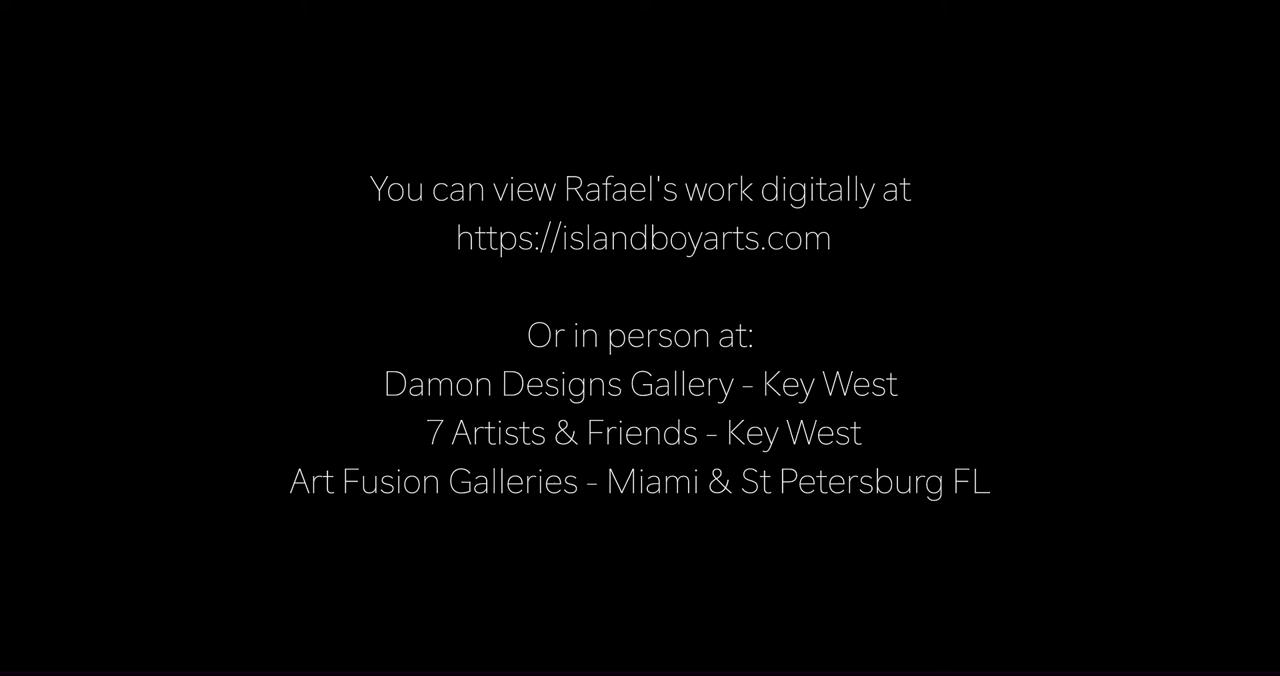 You can view Rafael's work digitally at
https://islandboyarts.com
Or in person at:
Damon Designs Gallery - Key West
7 Artists & Friends - Key West
Art Fusion Galleries - Miami & St Petersburg FL